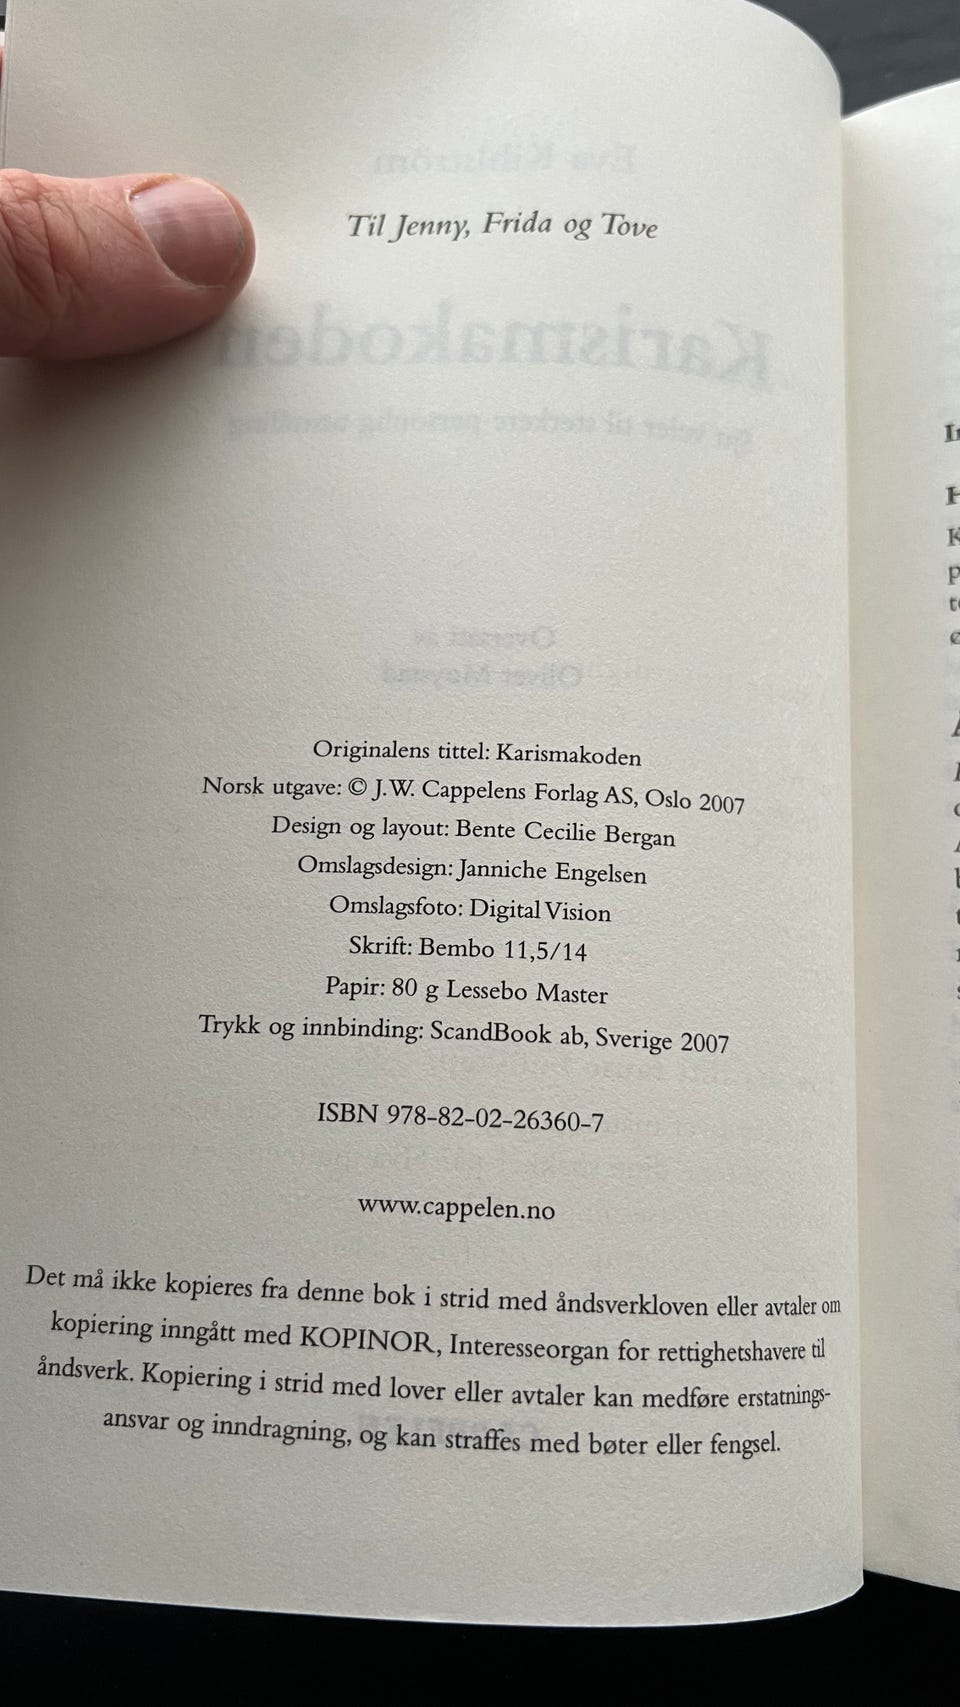 Til Jenny, Frida og Tove
Karismakoden
Originalens tittel: Karismakoden
Norsk utgave: © J.W. Cappelens Forlag AS, Oslo 2007
Design og layout: Bente Cecilie Bergan
Omslagsdesign: Janniche Engelsen
Omslagsfoto: Digital Vision
Skrift: Bembo 11,5/14
Papir: 80 g Lessebo Master
Trykk og innbinding: ScandBook ab, Sverige 2007
ISBN 978-82-02-26360-7
www.cappelen.no
Det må ikke kopieres fra denne bok i strid med åndsverkloven eller avtaler om
kopiering inngått med KOPINOR, Interesseorgan for rettighetshavere til
åndsverk. Kopiering i strid med lover eller avtaler kan medføre erstatnings-
ansvar og inndragning, og kan straffes med bøter eller fengsel.